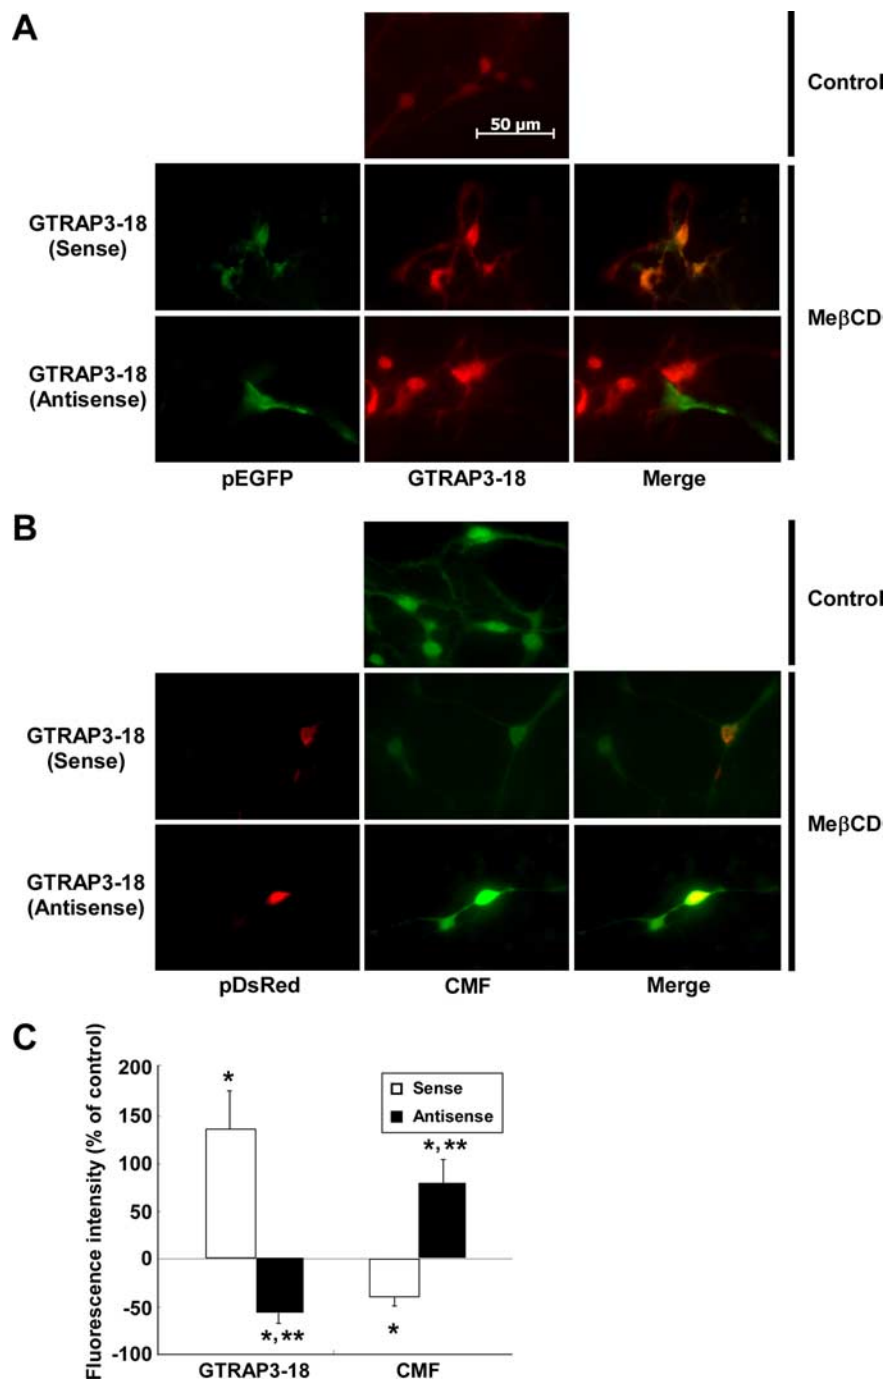 A
Control
50 µm
GTRAP3-18
(Sense)
MeβCD
GTRAP3-18
(Antisense)
pEGFP GTRAP3-18 Merge
B
Control
GTRAP3-18
(Sense)
MeβCD
GTRAP3-18
(Antisense)
pDsRed CMF Merge
C
Fluorescence intensity (% of control)
200
150
100
50
0
-50
-100
*
Sense
Antisense
*,**
*,**
*
GTRAP3-18 CMF